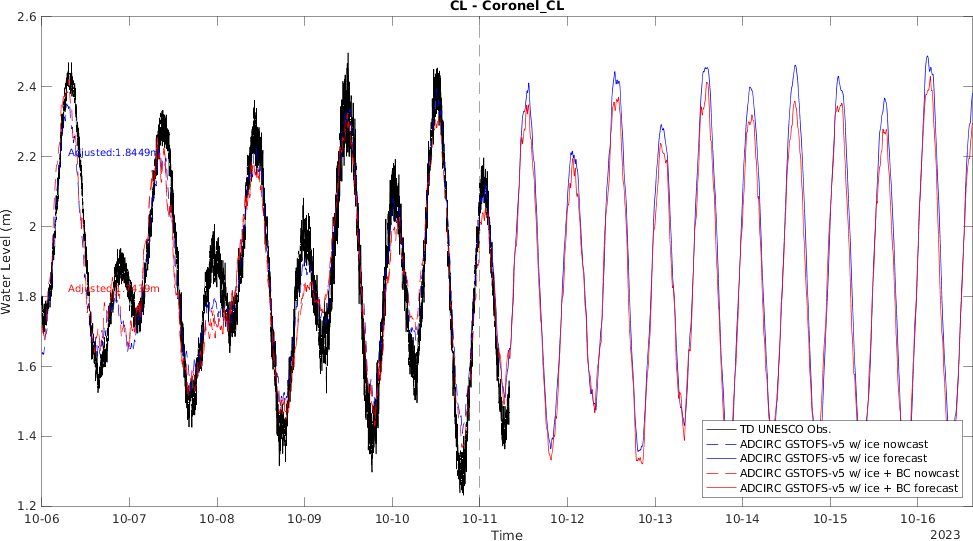 CL - Coronel_CL
2.6
2.4
2.2
2
1.8
1.6
1.4
1.2
Water Level (m)
Adjusted:1.8449m
TD UNESCO Obs.
ADCIRC GSTOFS-v5 w/ ice nowcast
ADCIRC GSTOFS-v5 w/ ice forecast
ADCIRC GSTOFS-v5 w/ ice + BC nowcast
ADCIRC GSTOFS-v5 w/ ice + BC forecast
10-06 10-07 10-08 10-09 10-10 10-11 10-12 10-13 10-14 10-15 10-16
Time
2023